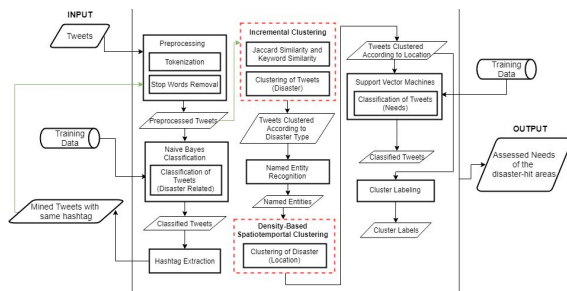 INPUT
Tweets
Training
Data
Mined Tweets with
same hashtag
Preprocessing
Tokenization
Stop Words Removal
Preprocessed Tweets
Naive Bayes
Classification
Classification of
Tweets
(Disaster Related)
Classified Tweets
Hashtag Extraction
Incremental Clustering
Jaccard Similarity and
Keyword Similarity
Clustering of Tweets
(Disaster)
Tweets Clustered
According to
Disaster Type
Named Entity
Recognition
Named Entities
Density-Based
Spatiotemportal Clustering
Clustering of Disaster
(Location)
Tweets Clustered
According to Location
Support Vector Machines
Classification of Tweets
(Needs)
Classified Tweets
Cluster Labeling
Cluster Labels
Training
Data
OUTPUT
Assessed Needs
of the
disaster-hit areas